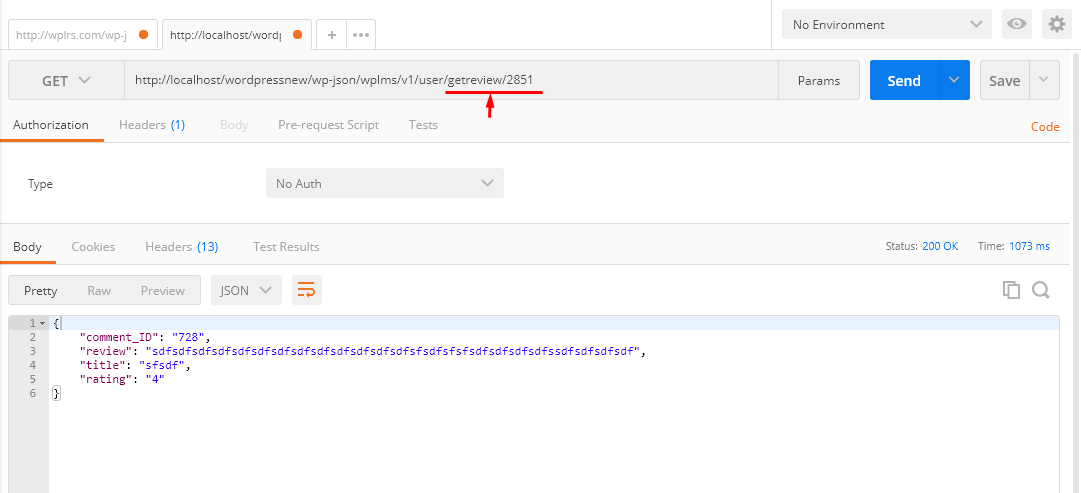 http://wplrs.com/wp-j
http://localhost/wordp
+
•••
No Environment
GET
http://localhost/wordpressnew/wp-json/wplms/v1/user/getreview/2851
Params
Send
Save
Authorization
Headers (1)
Body
Pre-request Script
Tests
Code
Type
No Auth
Body
Cookies
Headers (13)
Test Results
Status: 200 OK
Time: 1073 ms
Pretty
Raw
Preview
JSON
1 {
2 "comment_ID": "728",
3 "review": "sdfsdfsdfsdfsdfsdfsdfsdfsdfsdfsdfsdfsdfsdfsfsdfsfsfsdfsdfsdfsdfssdfsdfsdfsdf",
4 "title": "sfsdf",
5 "rating": "4"
6 }